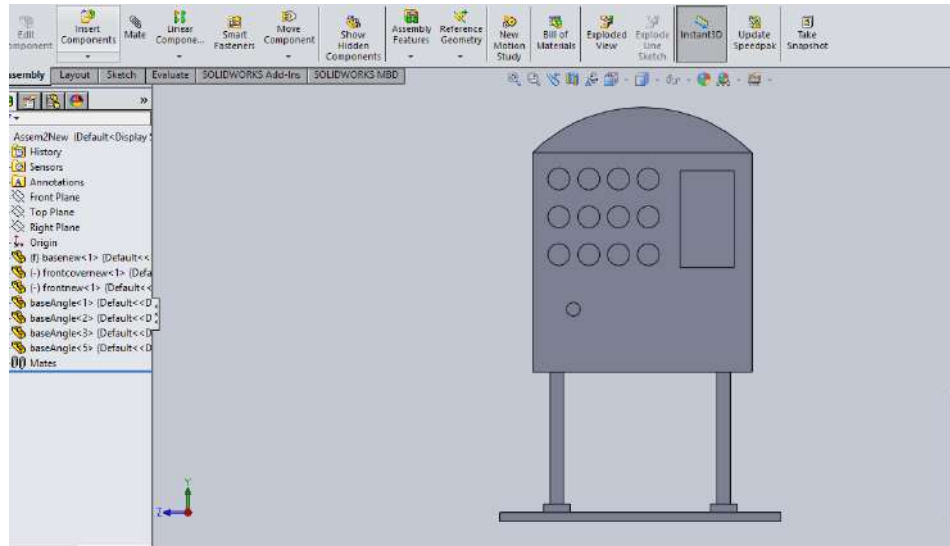 Edit Component
Insert Components
Mate
Linear Compone...
Smart Fasteners
Move Component
Show Hidden Components
Assembly Features
Reference Geometry
New Motion Study
Bill of Materials
Exploded View
Explode Line Sketch
Instant3D
Update Speedpak
Take Snapshot
ssembly Layout Sketch Evaluate SOLIDWORKS Add-Ins SOLIDWORKS MBD
»
Assem2New (Default<Display
History
Sensors
A Annotations
Front Plane
Top Plane
Right Plane
Origin
(f) basenew<1> (Default<<
(-) frontcovernew<1> (Defa
(-) frontnew<1> (Default<<
baseAngle<1> (Default<<D
baseAngle<2> (Default<<D
baseAngle<3> (Default<<D
baseAngle<5> (Default<<D
Mates
Y
Z